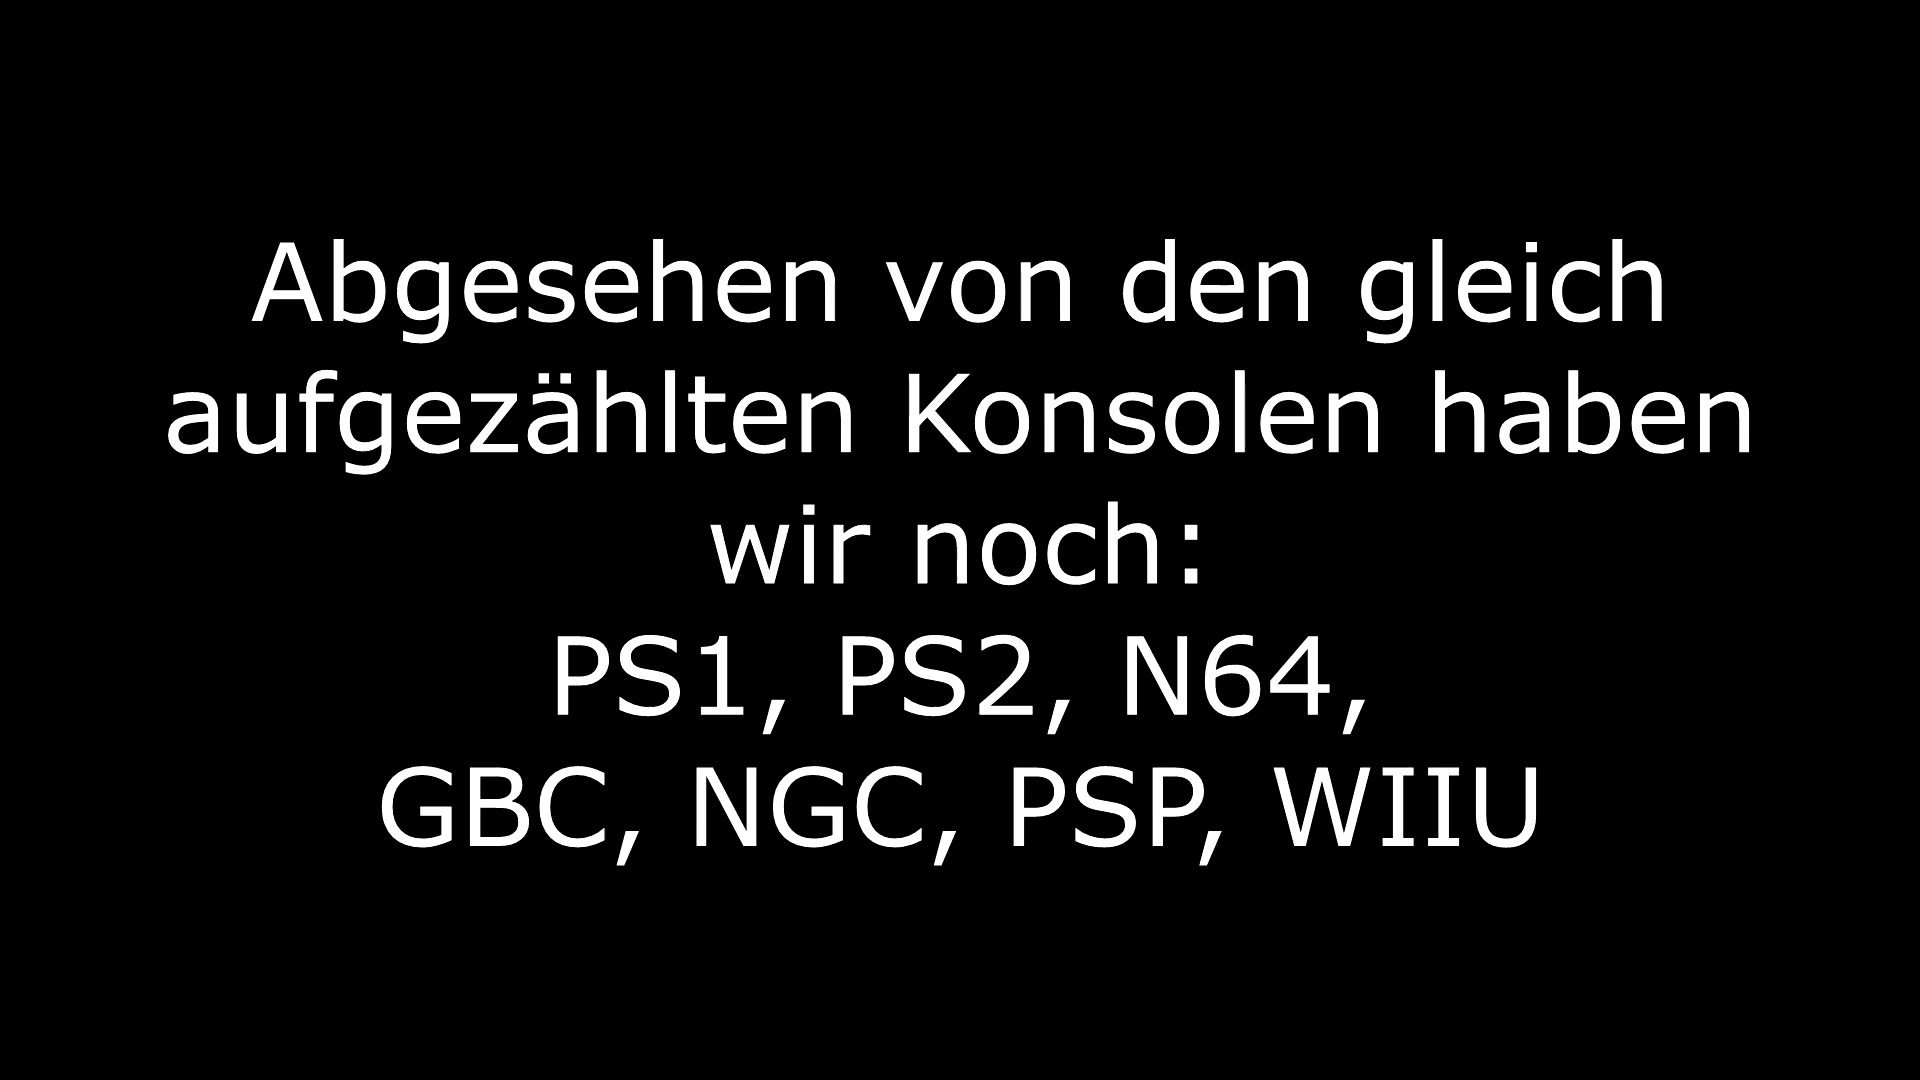 Abgesehen von den gleich
aufgezählten Konsolen haben
wir noch:
PS1, PS2, N64,
GBC, NGC, PSP, WIIU